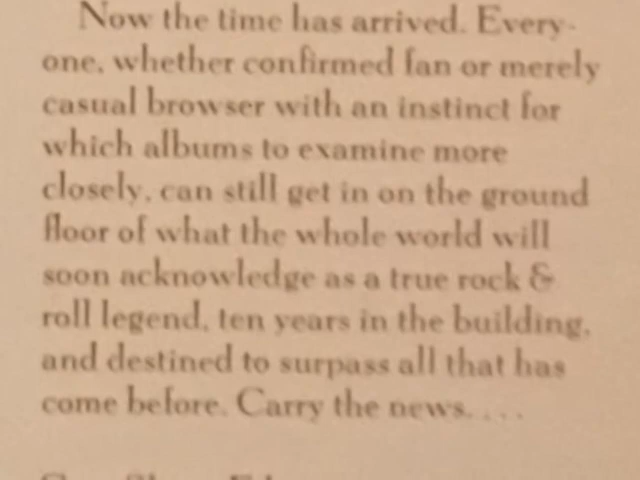 Now the time has arrived. Every-
one, whether confirmed fan or merely
casual browser with an instinct for
which albums to examine more
closely, can still get in on the ground
floor of what the whole world will
soon acknowledge as a true rock &
roll legend, ten years in the building,
and destined to surpass all that has
come before. Carry the news. . . .